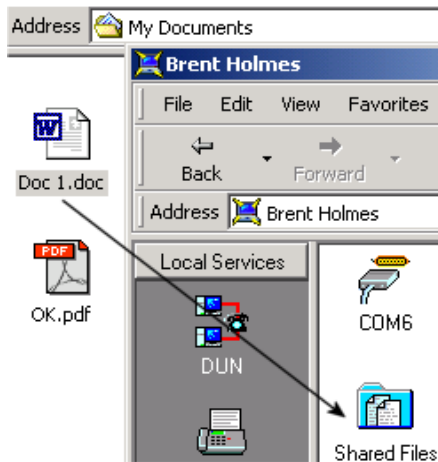 Address My Documents
Brent Holmes
File Edit View Favorites
Back Forward
Address Brent Holmes
Doc 1.doc
PDF
OK.pdf
Local Services
DUN
COM6
Shared Files